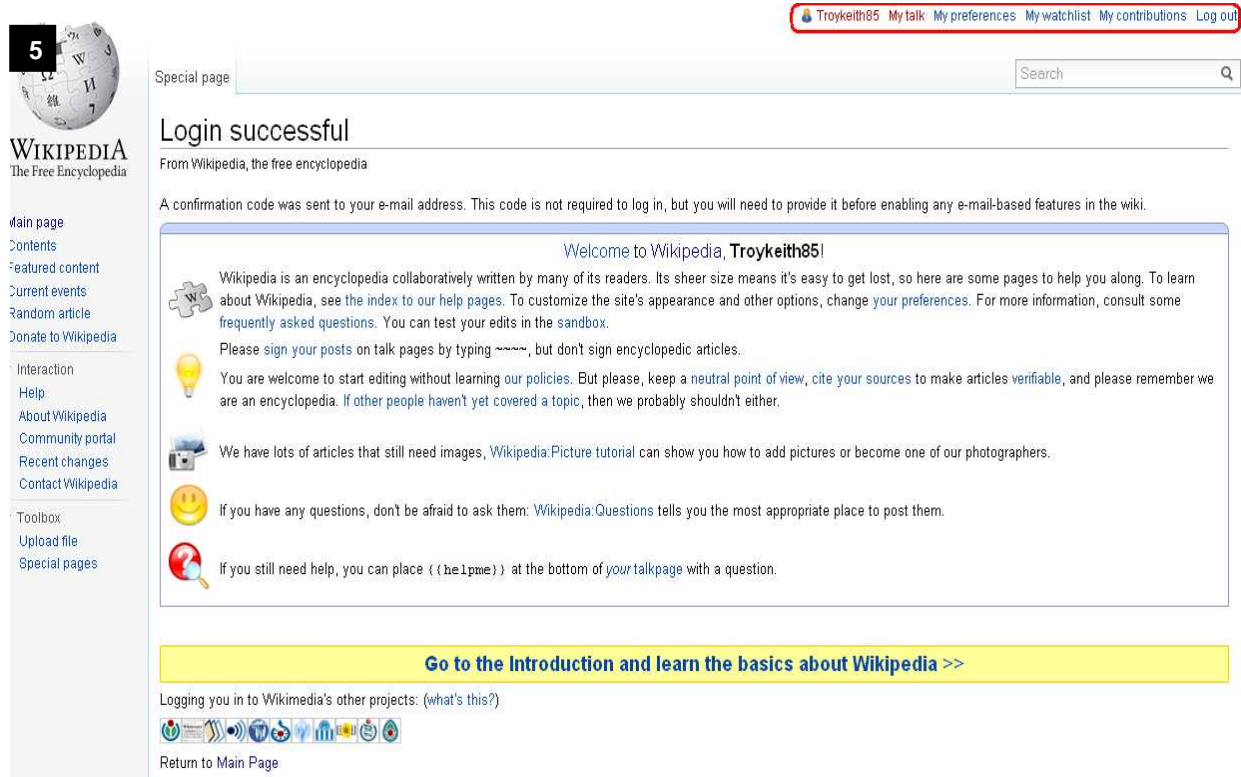 Troykeith85 My talk My preferences My watchlist My contributions Log out
5
Special page
Search
WIKIPEDIA
The Free Encyclopedia
Login successful
From Wikipedia, the free encyclopedia
A confirmation code was sent to your e-mail address. This code is not required to log in, but you will need to provide it before enabling any e-mail-based features in the wiki.
Main page
Contents
Featured content
Current events
Random article
Donate to Wikipedia
Interaction
Help
About Wikipedia
Community portal
Recent changes
Contact Wikipedia
Toolbox
Upload file
Special pages
Welcome to Wikipedia, Troykeith85!
Wikipedia is an encyclopedia collaboratively written by many of its readers. Its sheer size means it's easy to get lost, so here are some pages to help you along. To learn
about Wikipedia, see the index to our help pages. To customize the site's appearance and other options, change your preferences. For more information, consult some
frequently asked questions. You can test your edits in the sandbox.
Please sign your posts on talk pages by typing ~~~~, but don't sign encyclopedic articles.
You are welcome to start editing without learning our policies. But please, keep a neutral point of view, cite your sources to make articles verifiable, and please remember we
are an encyclopedia. If other people haven't yet covered a topic, then we probably shouldn't either.
We have lots of articles that still need images, Wikipedia:Picture tutorial can show you how to add pictures or become one of our photographers.
If you have any questions, don't be afraid to ask them: Wikipedia:Questions tells you the most appropriate place to post them.
If you still need help, you can place {{helpme}} at the bottom of your talkpage with a question.
Go to the Introduction and learn the basics about Wikipedia >>
Logging you in to Wikimedia's other projects: (what's this?)
Return to Main Page